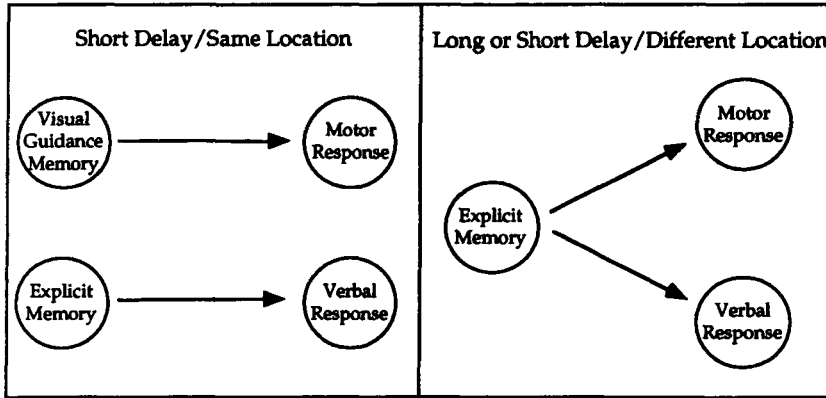 Short Delay/Same Location
Visual
Guidance
Memory
Motor
Response
Explicit
Memory
Verbal
Response
Long or Short Delay/Different Location
Motor
Response
Explicit
Memory
Verbal
Response